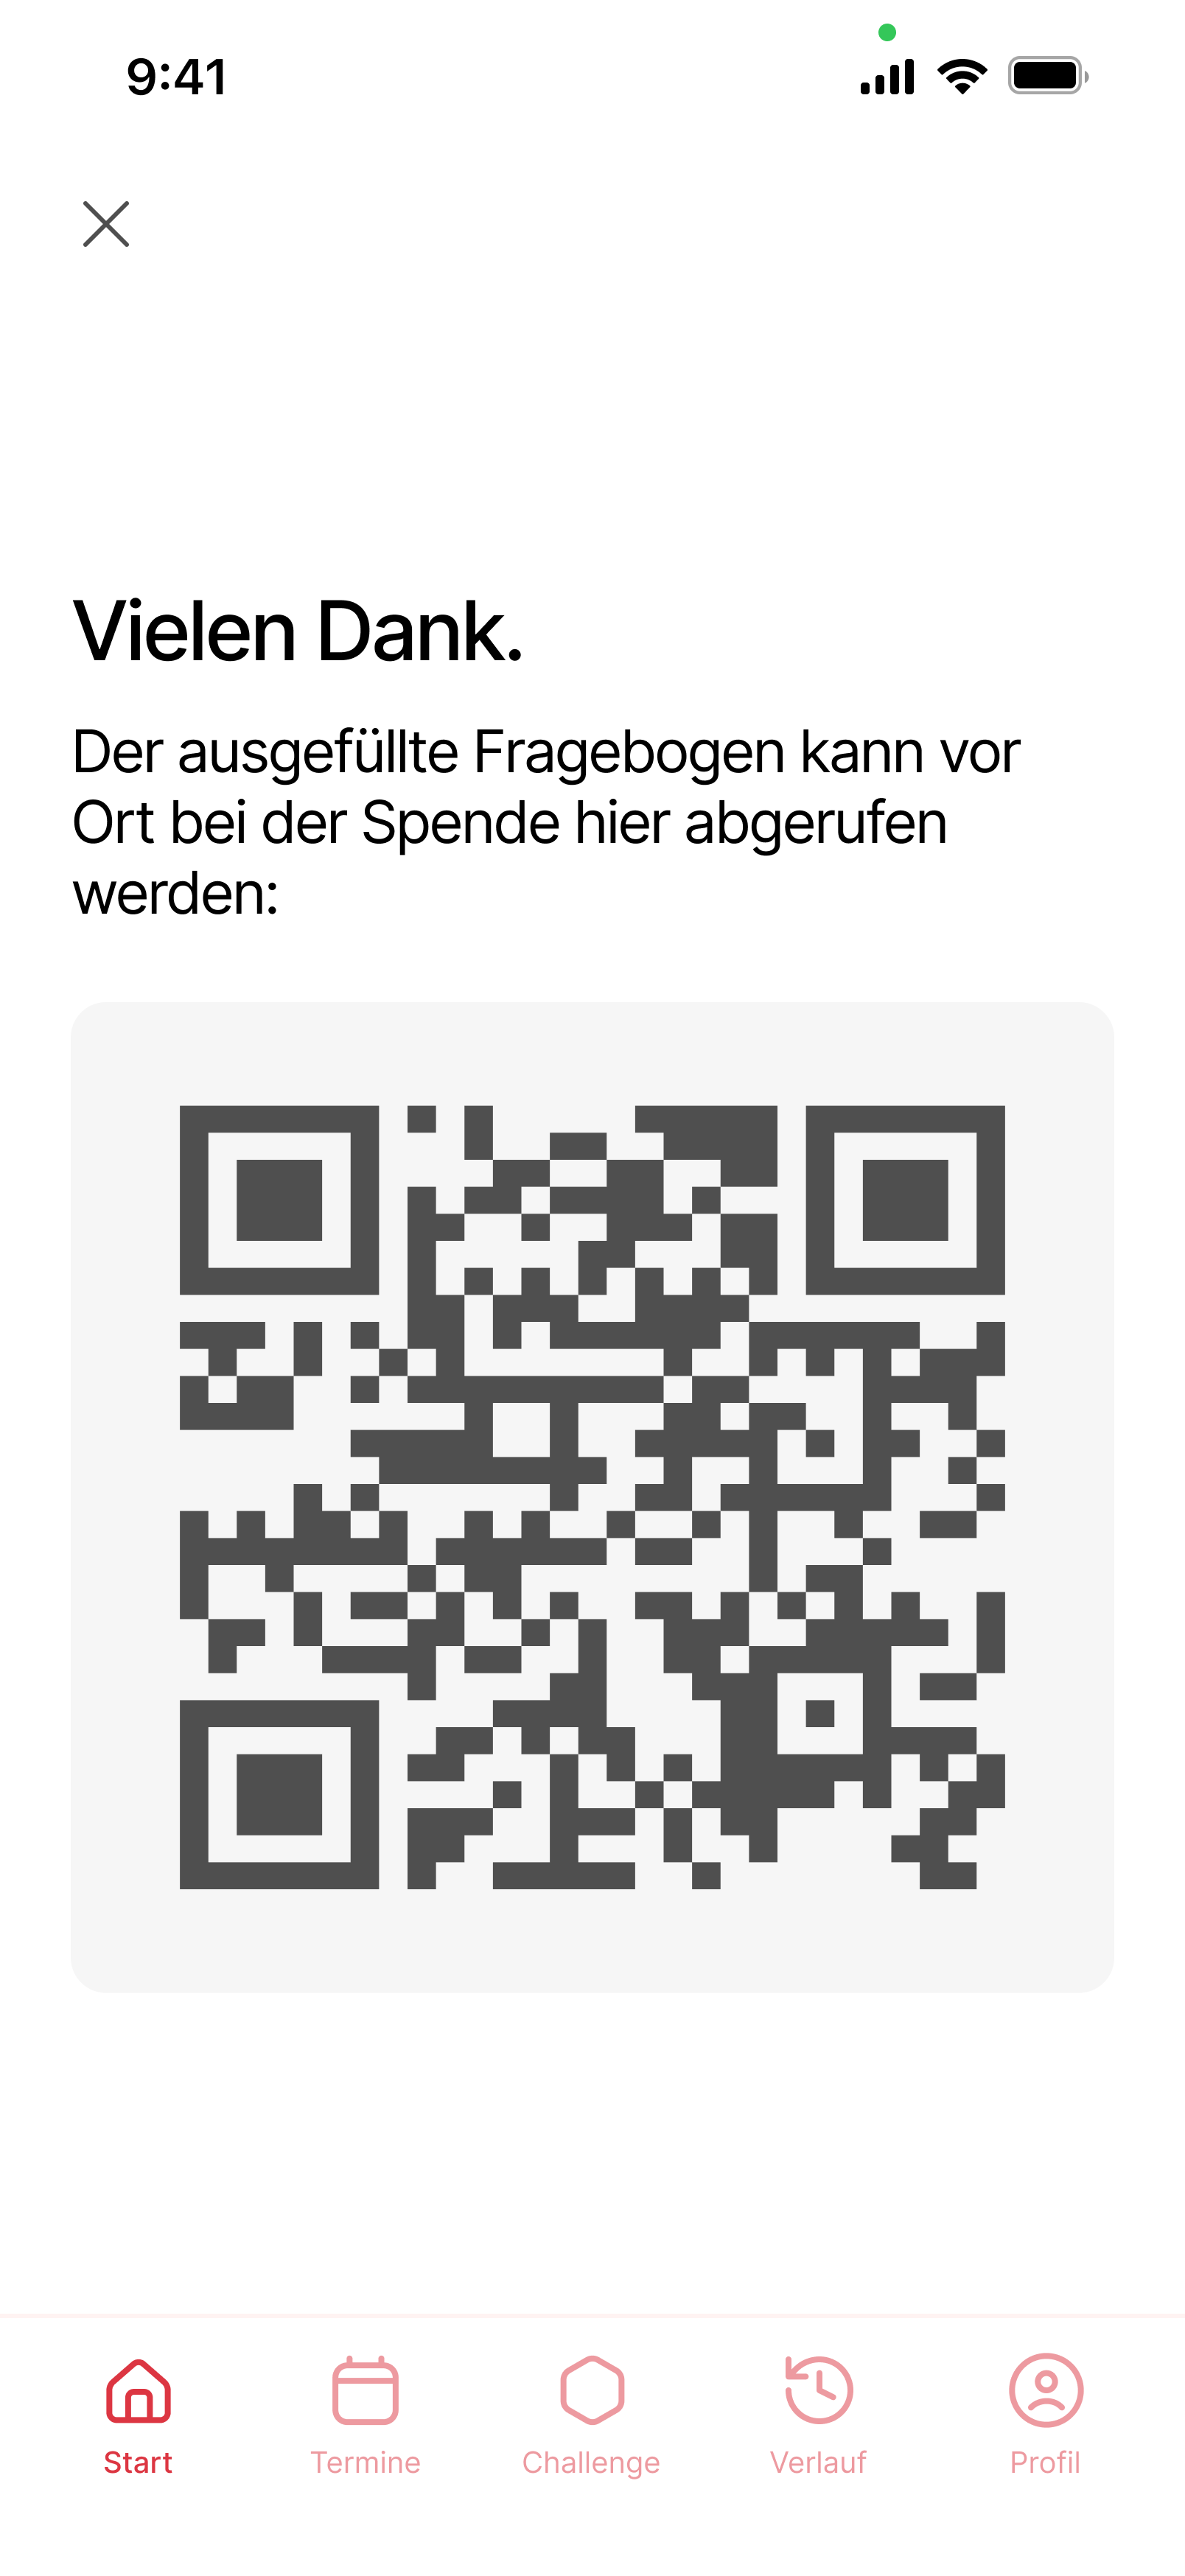 9:41
Vielen Dank.
Der ausgefüllte Fragebogen kann vor
Ort bei der Spende hier abgerufen
werden:
Start
Termine
Challenge
Verlauf
Profil